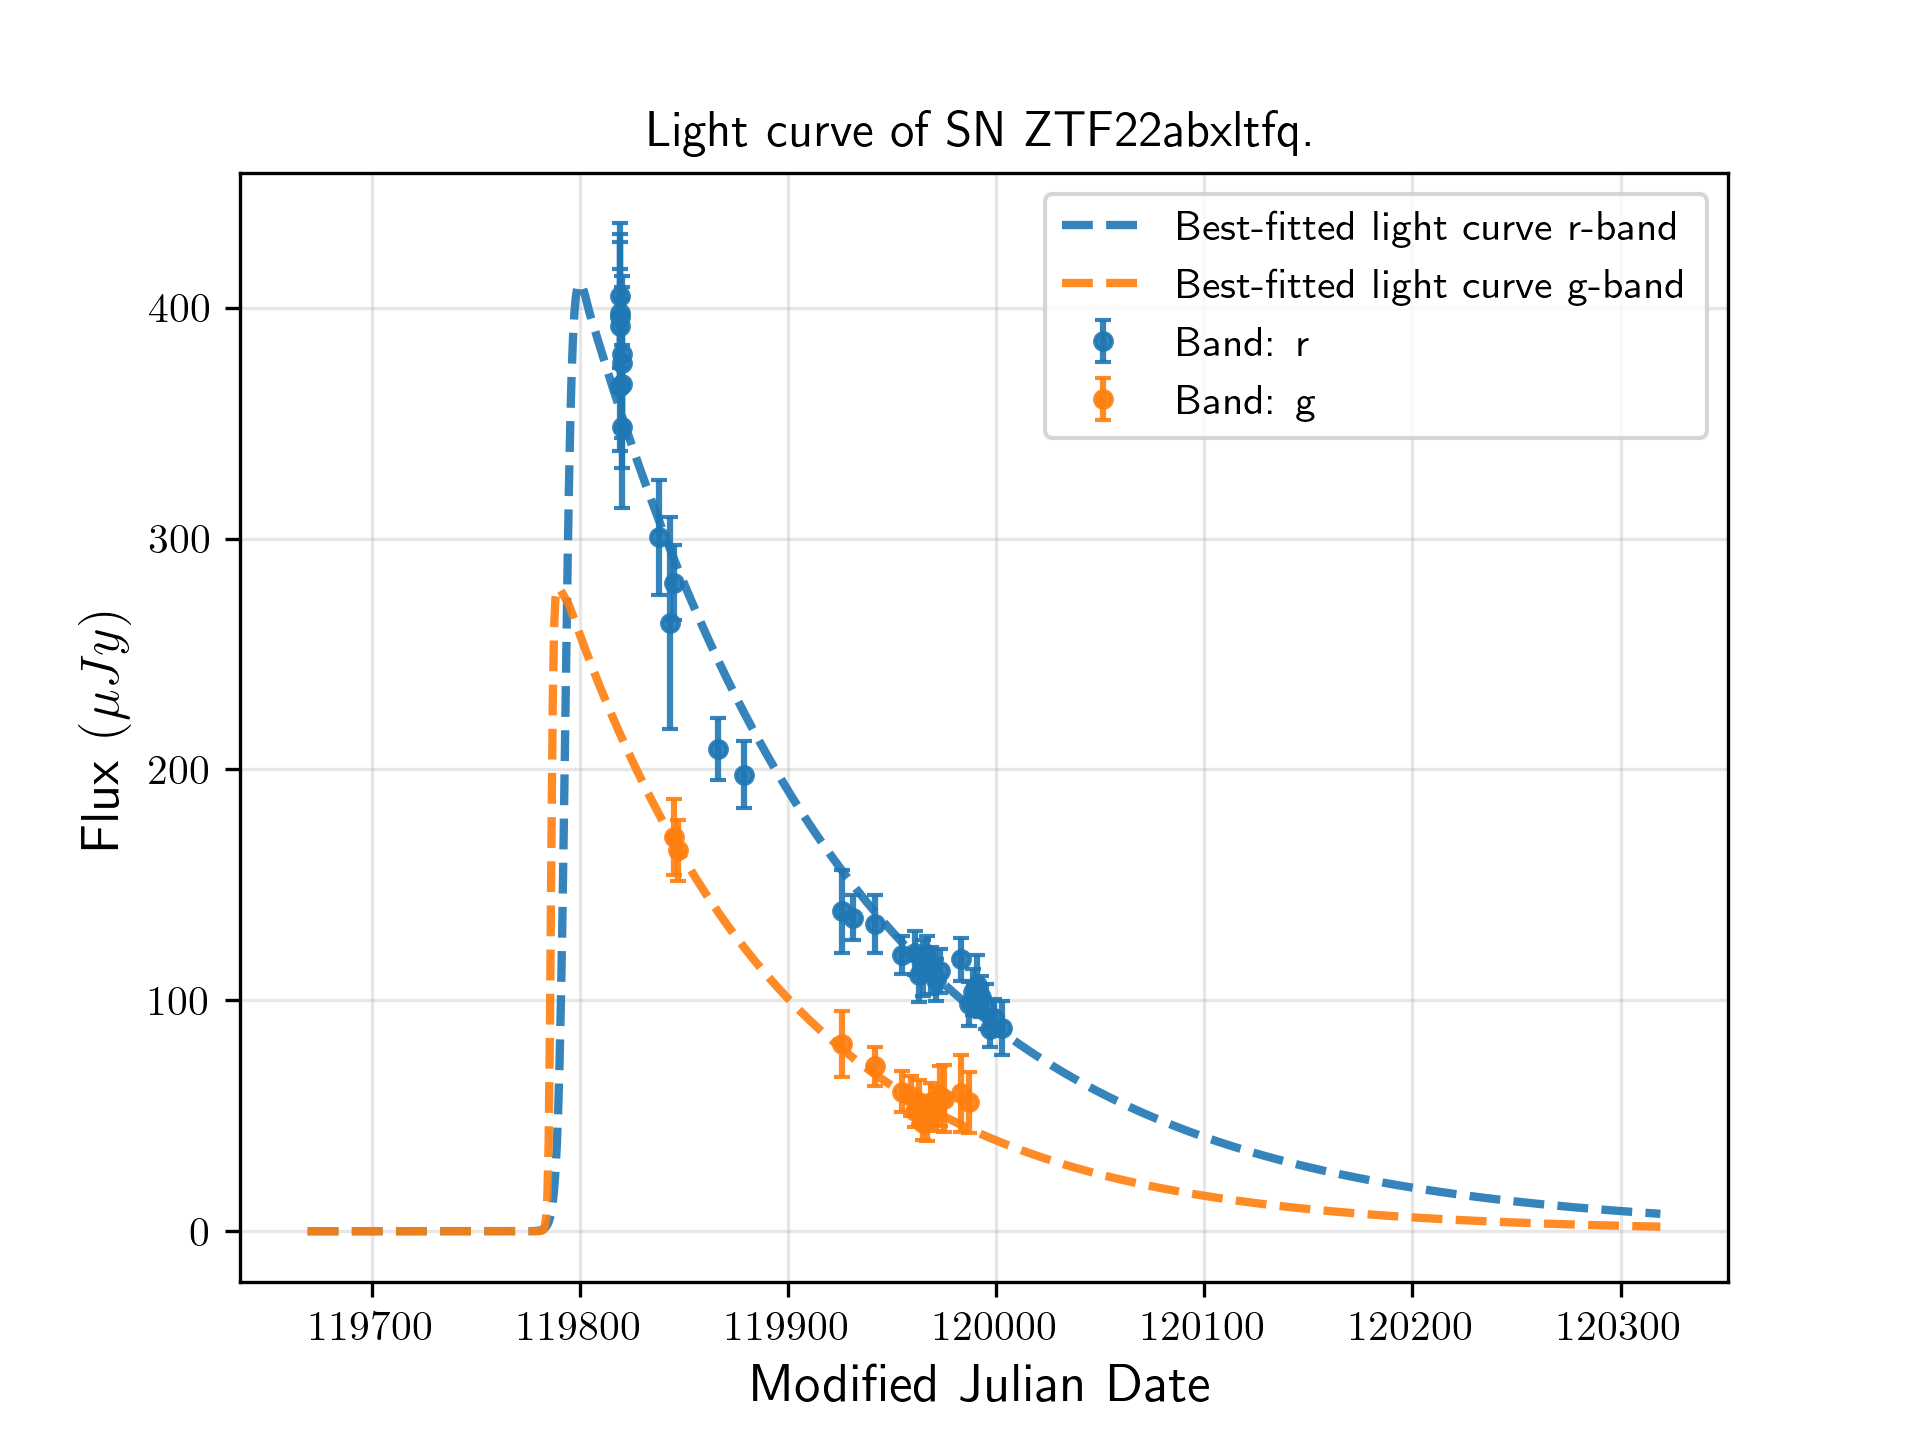 Light curve of SN ZTF22abxltfq.
Best-fitted light curve r-band
Best-fitted light curve g-band
Band: r
Band: g
Flux (μJy)
400
300
200
100
0
119700 119800 119900 120000 120100 120200 120300
Modified Julian Date